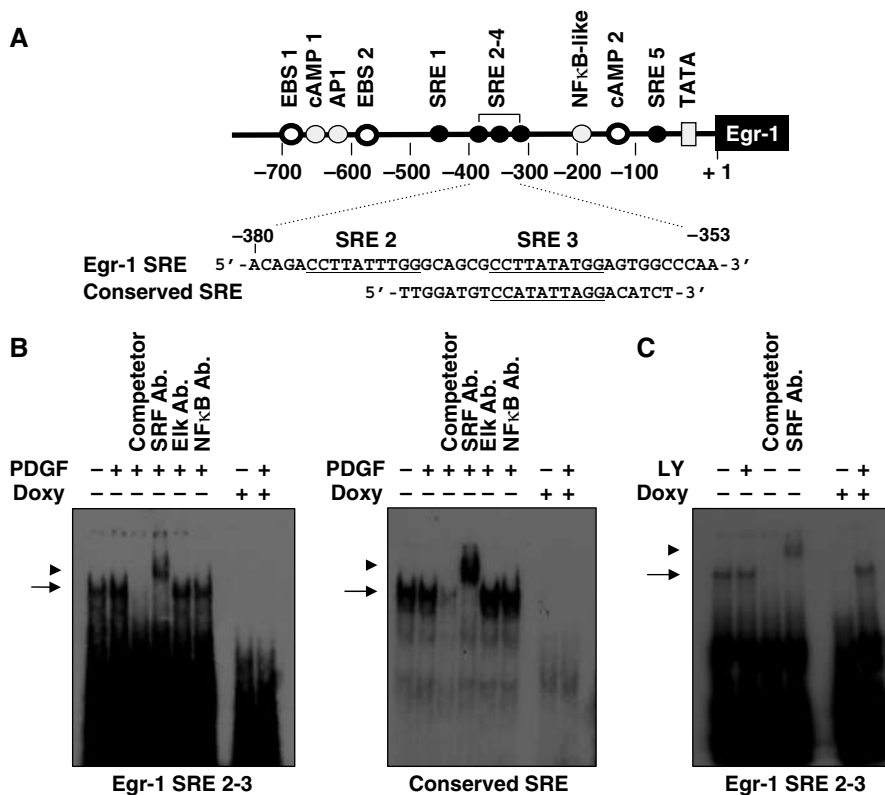 A
EBS 1
cAMP 1
AP1
EBS 2
SRE 1
SRE 2-4
NFκB-like
cAMP 2
SRE 5
TATA
Egr-1
–700 –600 –500 –400 –300 –200 –100 + 1
–380 SRE 2 SRE 3 –353
Egr-1 SRE 5′-ACAGACCTTATTTGGGCAGCGCCTTATATGGAGTGGCCCAA-3′
Conserved SRE 5′-TTGGATGTCCATATTAGGACATCT-3′
B
Competetor
SRF Ab.
Elk Ab.
NFκB Ab.
PDGF – + + + + + – +
Doxy – – – – – – + +
Egr-1 SRE 2-3
Competetor
SRF Ab.
Elk Ab.
NFκB Ab.
PDGF – + + + + + – +
Doxy – – – – – – + +
Conserved SRE
C
Competetor
SRF Ab.
LY – + – – – +
Doxy – – – – + +
Egr-1 SRE 2-3